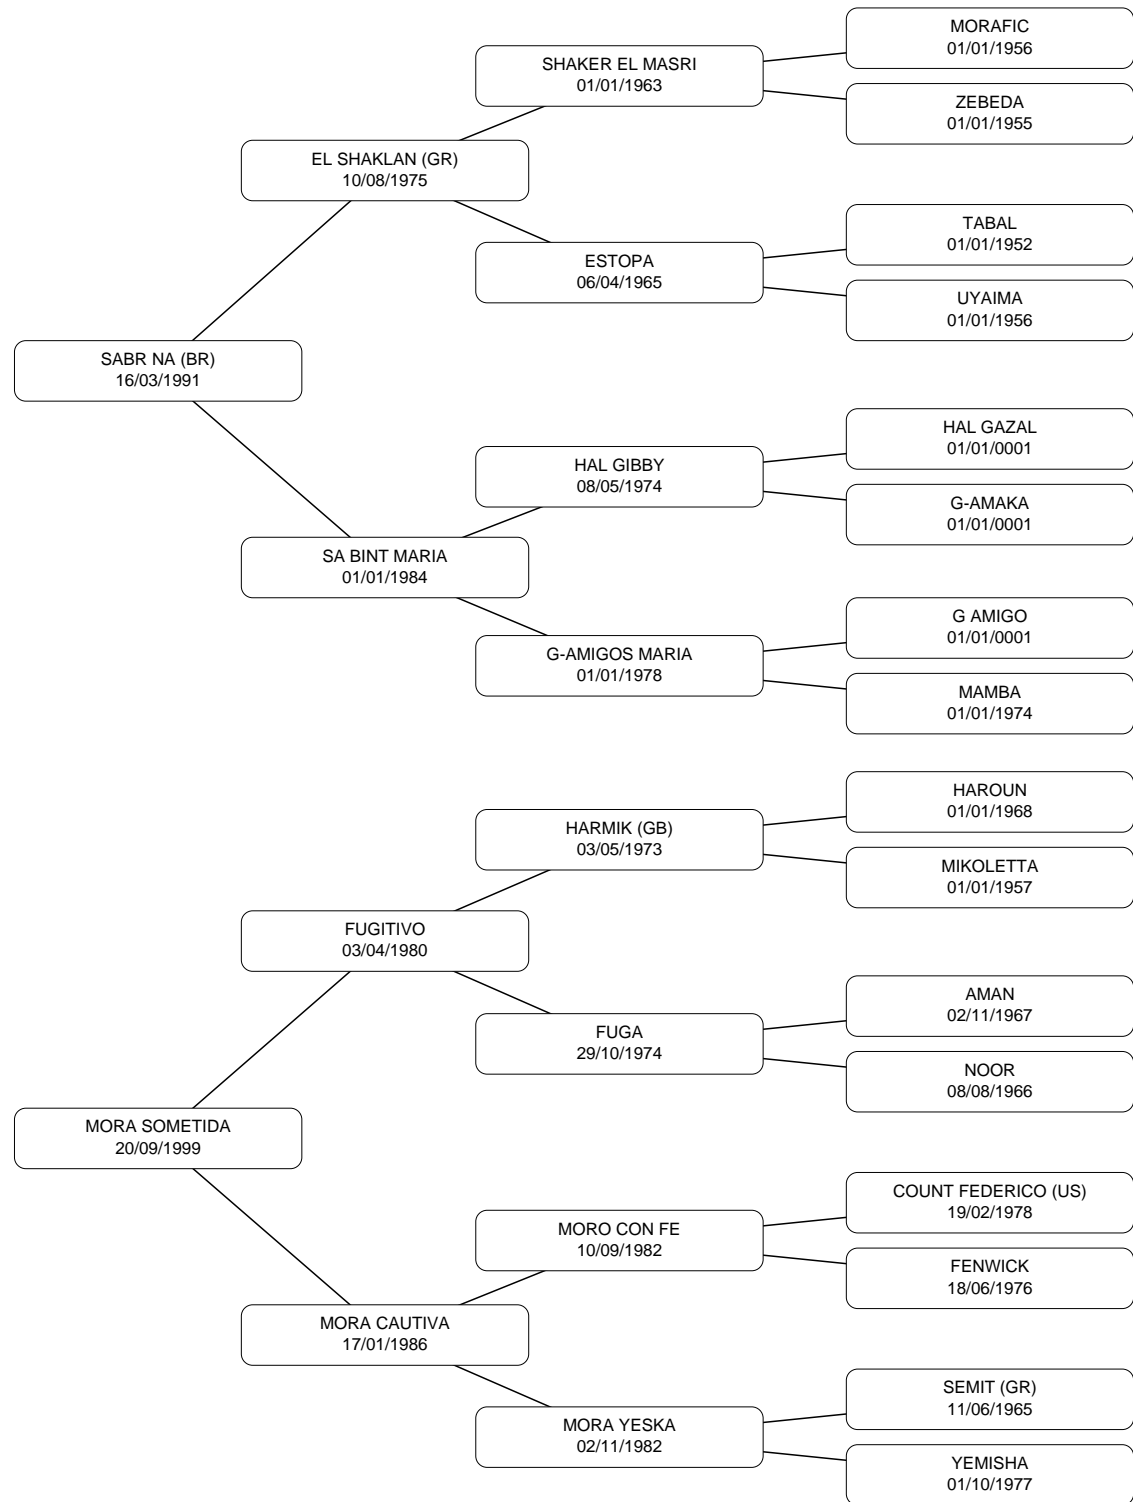 MORAFIC
01/01/1956
SHAKER EL MASRI
01/01/1963
ZEBEDA
01/01/1955
EL SHAKLAN (GR)
10/08/1975
TABAL
01/01/1952
ESTOPA
06/04/1965
UYAIMA
01/01/1956
SABR NA (BR)
16/03/1991
HAL GAZAL
01/01/0001
HAL GIBBY
08/05/1974
G-AMAKA
01/01/0001
SA BINT MARIA
01/01/1984
G AMIGO
01/01/0001
G-AMIGOS MARIA
01/01/1978
MAMBA
01/01/1974
HAROUN
01/01/1968
HARMIK (GB)
03/05/1973
MIKOLETTA
01/01/1957
FUGITIVO
03/04/1980
AMAN
02/11/1967
FUGA
29/10/1974
NOOR
08/08/1966
MORA SOMETIDA
20/09/1999
COUNT FEDERICO (US)
19/02/1978
MORO CON FE
10/09/1982
FENWICK
18/06/1976
MORA CAUTIVA
17/01/1986
SEMIT (GR)
11/06/1965
MORA YESKA
02/11/1982
YEMISHA
01/10/1977